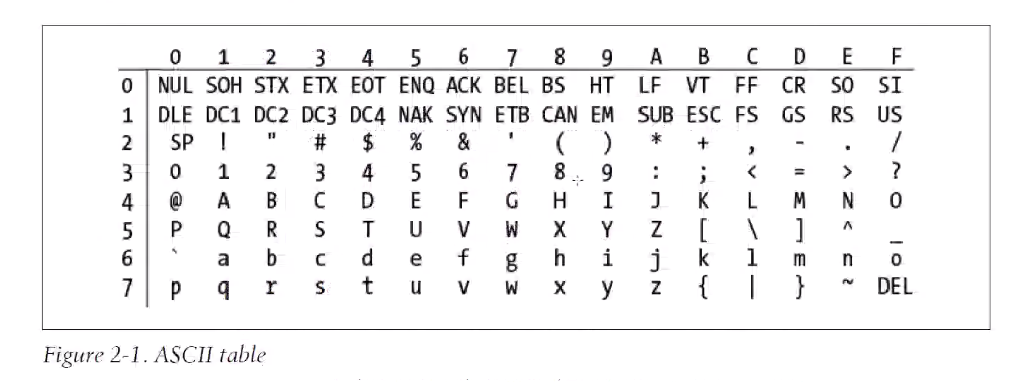 0 1 2 3 4 5 6 7 8 9 A B C D E F
0 NUL SOH STX ETX EOT ENQ ACK BEL BS HT LF VT FF CR SO SI
1 DLE DC1 DC2 DC3 DC4 NAK SYN ETB CAN EM SUB ESC FS GS RS US
2 SP ! " # $ % & ' ( ) * + , - . /
3 0 1 2 3 4 5 6 7 8 9 : ; < = > ?
4 @ A B C D E F G H I J K L M N O
5 P Q R S T U V W X Y Z [ \ ] ^ _
6 ` a b c d e f g h i j k l m n o
7 p q r s t u v w x y z { | } ~ DEL
Figure 2-1. ASCII table